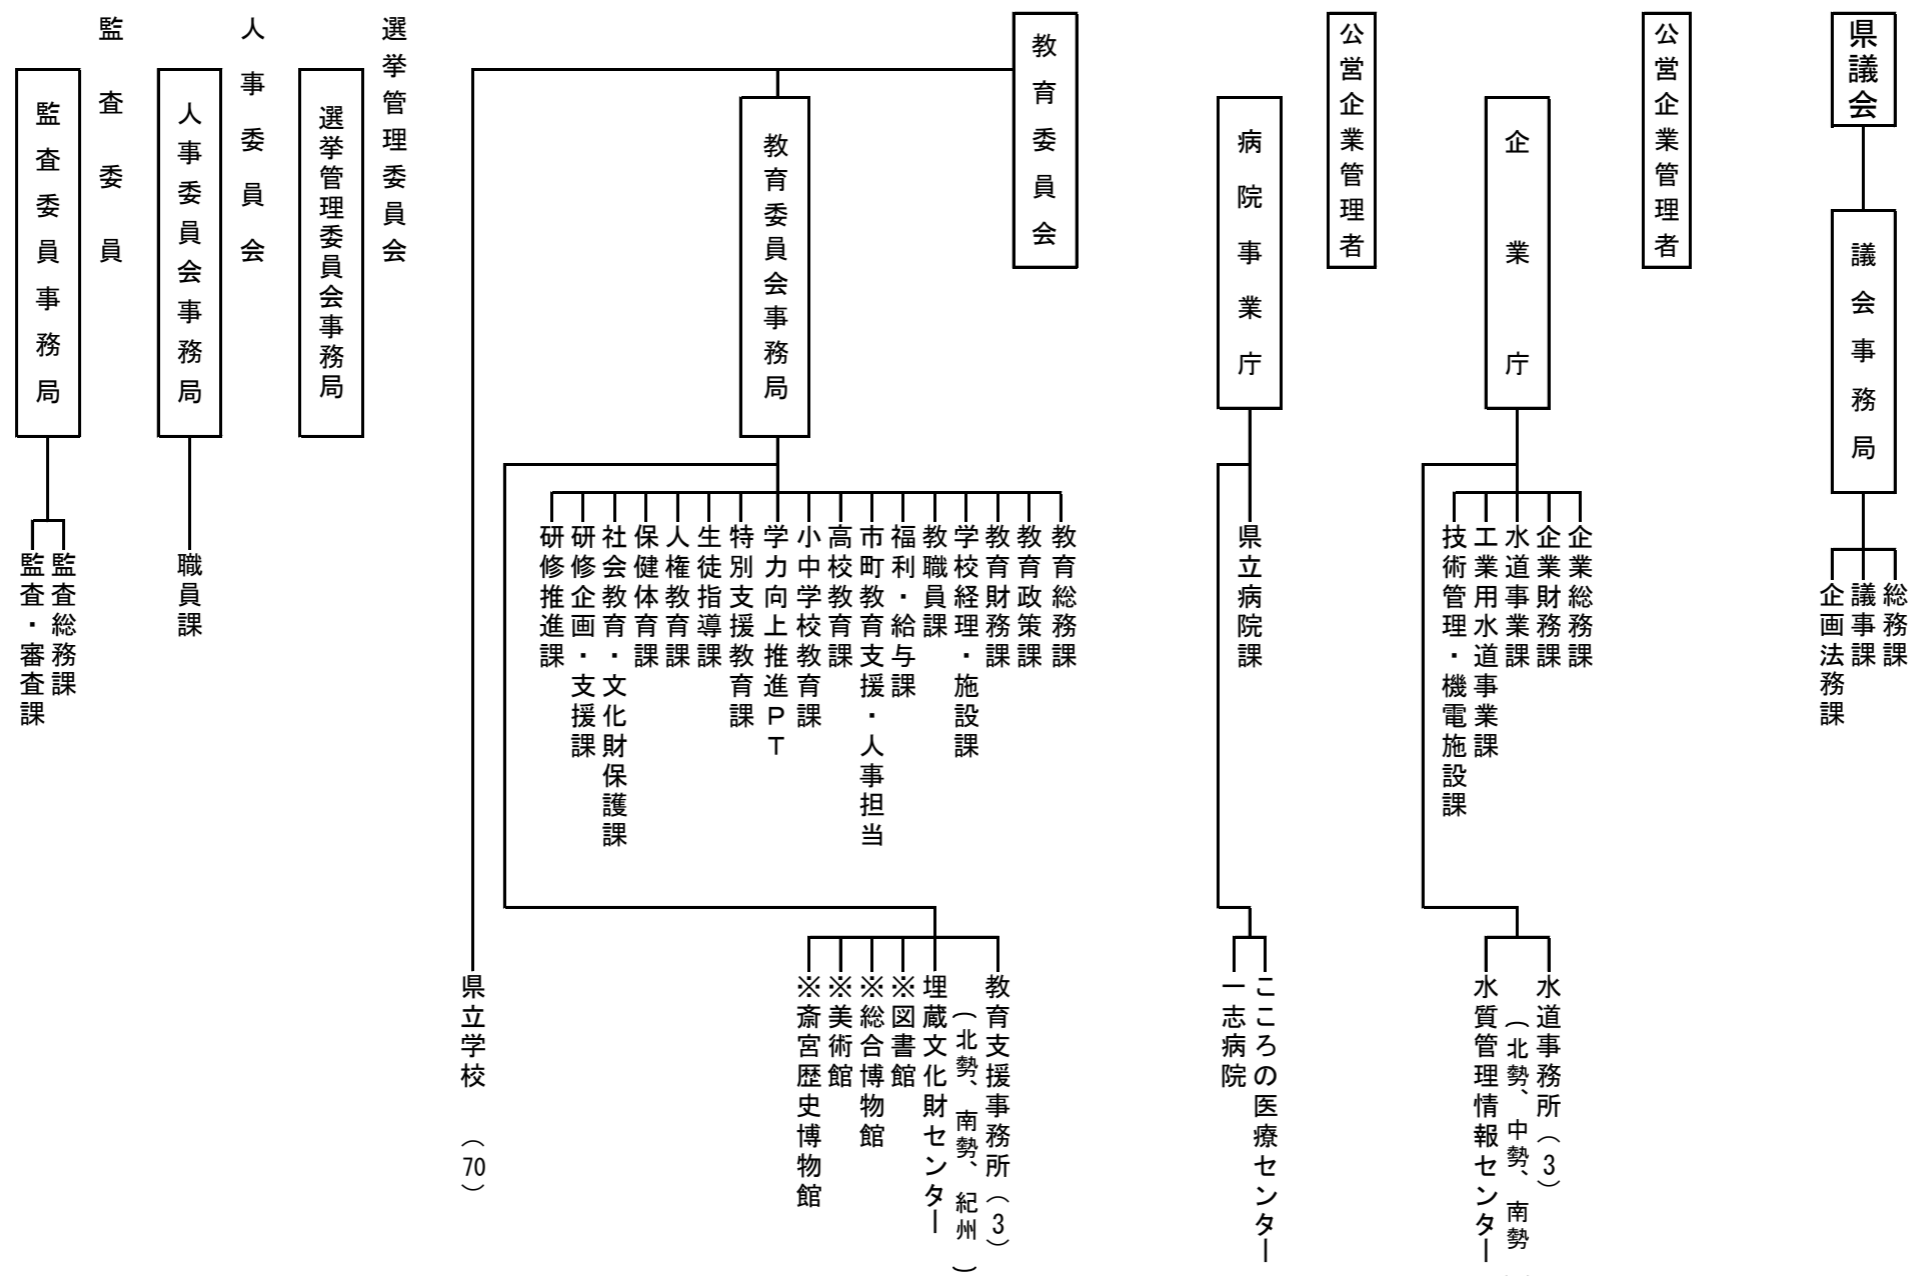 県議会
議会事務局
総務課
議事課
企画法務課
公営企業管理者
企業庁
企業総務課
企業財務課
水道事業課
工業用水道事業課
技術管理・機電施設課
水道事務所（3）
（北勢、中勢、南勢
水質管理情報センター
公営企業管理者
病院事業庁
県立病院課
こころの医療センター
一志病院
教育委員会
教育委員会事務局
教育総務課
教育政策課
教育財務課
学校経理・施設課
教職員課
福利・給与課
市町教育支援・人事担当
高校教育課
小中学校教育課
学力向上推進ＰＴ
特別支援教育課
生徒指導課
人権教育課
保健体育課
社会教育・文化財保護課
研修企画・支援課
研修推進課
教育支援事務所（3）
（北勢、南勢、紀州）
埋蔵文化財センター
※図書館
※総合博物館
※美術館
※斎宮歴史博物館
県立学校（70）
選挙管理委員会
選挙管理委員会事務局
人事委員会
人事委員会事務局
職員課
監査委員
監査委員事務局
監査総務課
監査・審査課